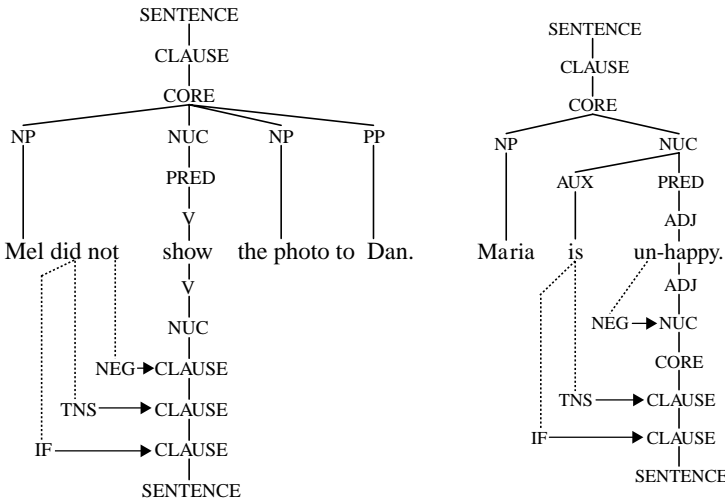 SENTENCE
CLAUSE
CORE
NP NUC NP PP
PRED
V
Mel did not show the photo to Dan.
V
NUC
NEG CLAUSE
TNS CLAUSE
IF CLAUSE
SENTENCE
SENTENCE
CLAUSE
CORE
NP NUC
AUX PRED
ADJ
Maria is un-happy.
ADJ
NEG NUC
CORE
TNS CLAUSE
IF CLAUSE
SENTENCE